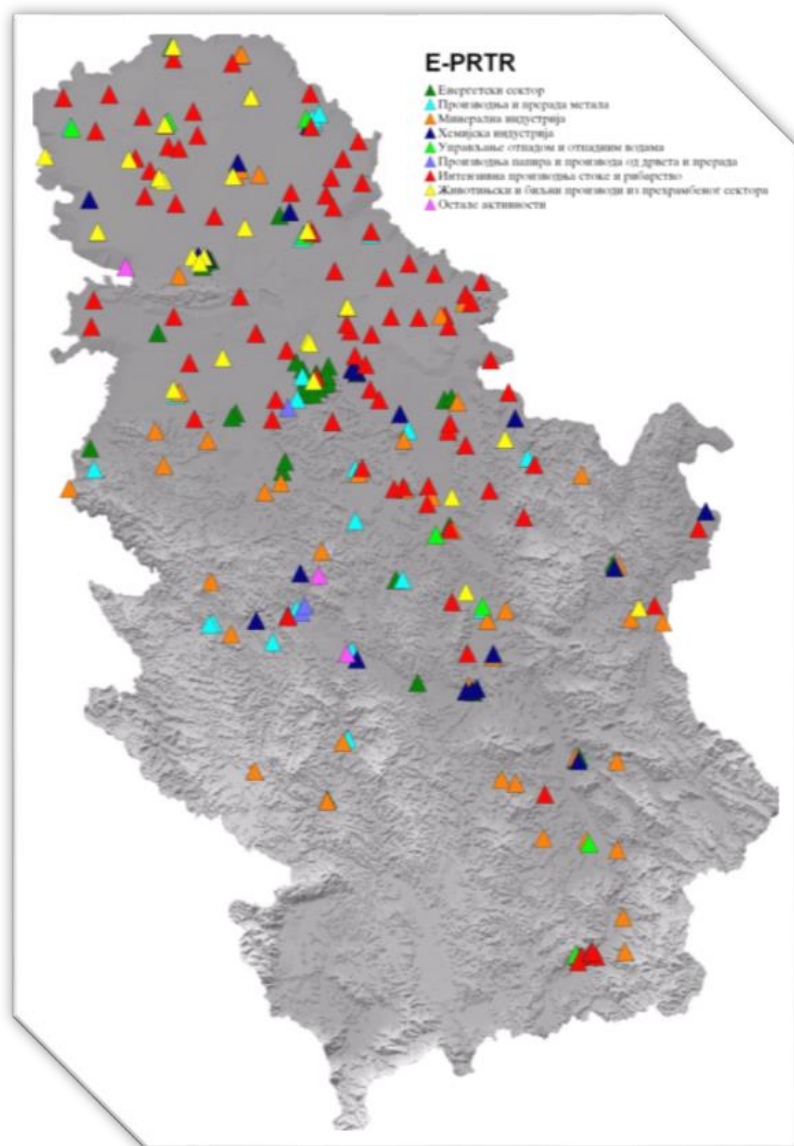 E-PRTR
Енергетски сектор
Производња и прерада метала
Минерална индустрија
Хемијска индустрија
Управљање отпадом и отпадним водама
Производња папира и производа од дрвета и прерада
Интензивна производња стоке и рибарство
Животињски и биљни производи из прехрамбеног сектора
Остале активности